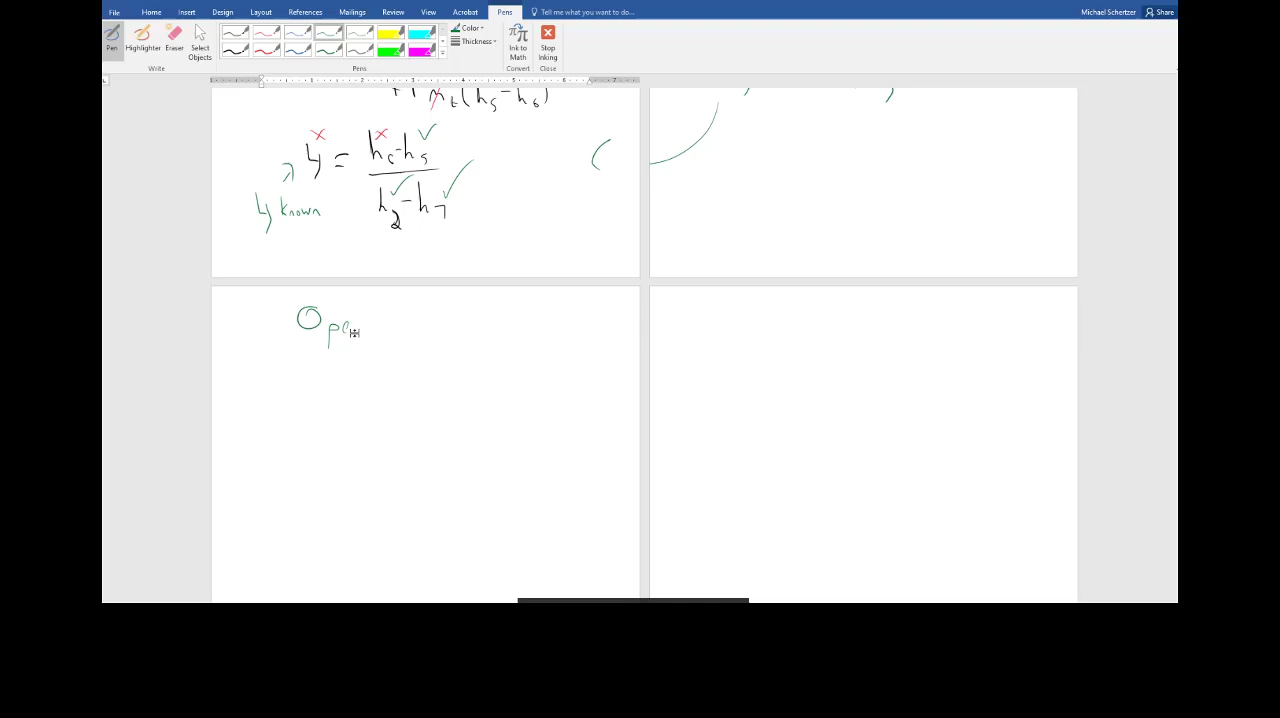 File Home Insert Design Layout References Mailings Review View Acrobat Pens Tell me what you want to do... Michael Schertzer Share
Pen Highlighter Eraser Select Objects Color Thickness Ink to Math Stop Inking
Write Pens Convert Close
(h5-h6)
y = h6-h5
h2-h7
y known
Ope